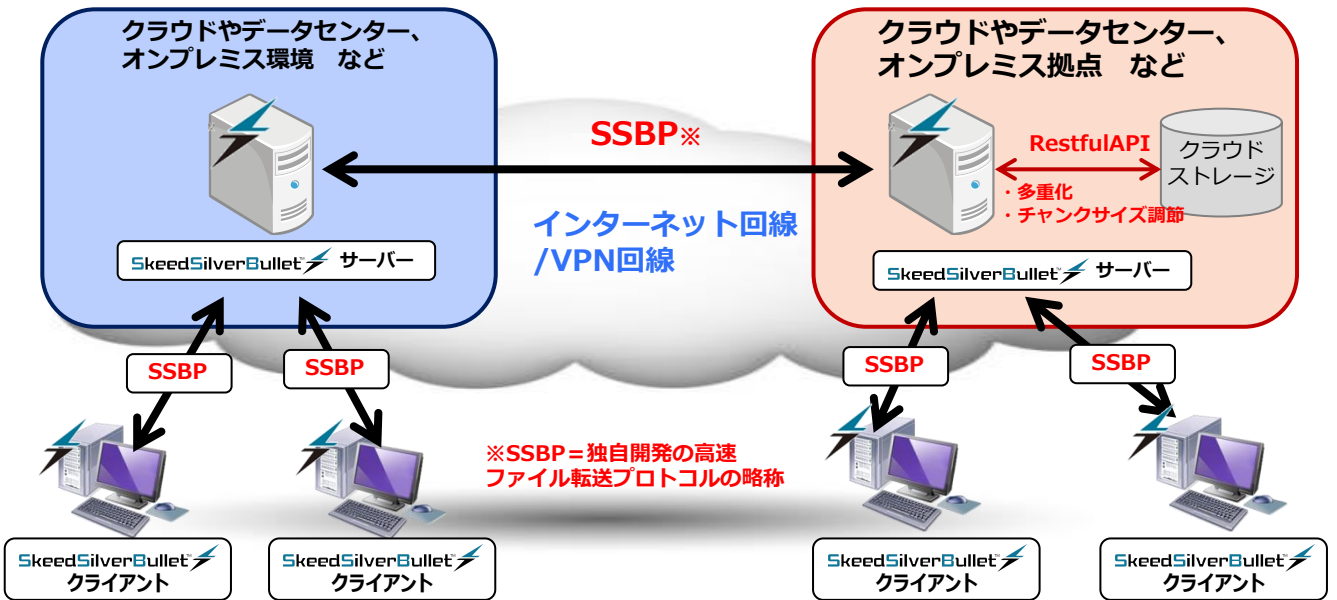 クラウドやデータセンター、
オンプレミス環境　など
クラウドやデータセンター、
オンプレミス拠点　など
SSBP※
RestfulAPI
クラウド
ストレージ
・多重化
・チャンクサイズ調節
インターネット回線
/VPN回線
SkeedSilverBullet™ サーバー
SkeedSilverBullet™ サーバー
SSBP
SSBP
SSBP
SSBP
※SSBP＝独自開発の高速
ファイル転送プロトコルの略称
SkeedSilverBullet™
クライアント
SkeedSilverBullet™
クライアント
SkeedSilverBullet™
クライアント
SkeedSilverBullet™
クライアント